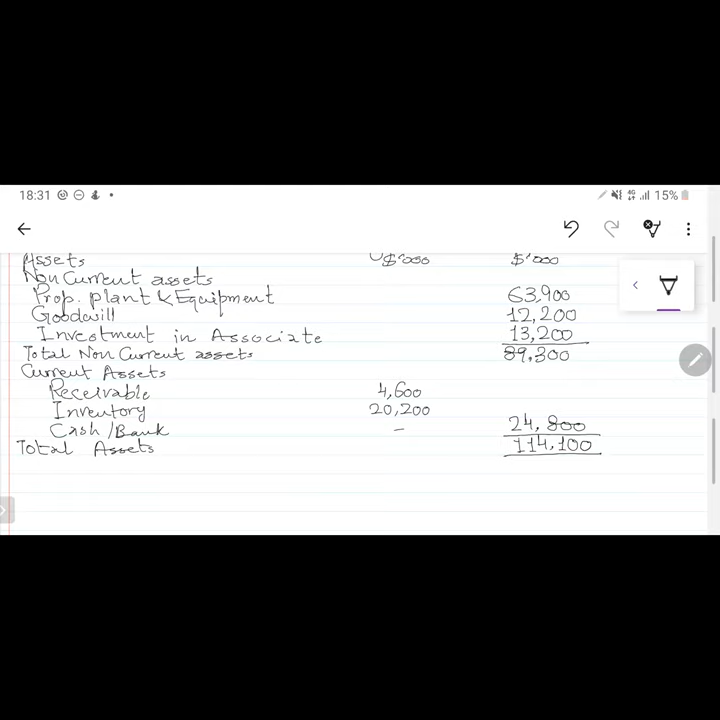 18:31 4G 15%
Assets $'000 $'000
Non Current assets
Prop. plant & Equipment 63,900
Goodwill 12,200
Investment in Associate 13,200
Total Non Current assets 89,300
Current Assets
Receivable 4,600
Inventory 20,200
Cash/Bank – 24,800
Total Assets 114,100